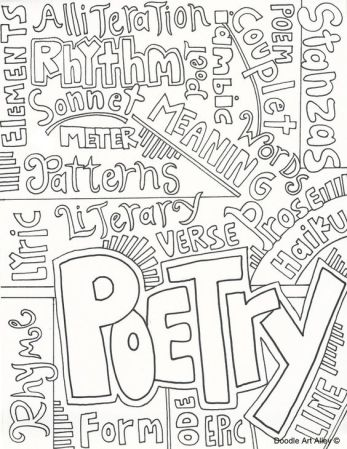 ELEMENTS
Alliteration
Rhythm
Sonnet
METER
Patterns
Poet
iambic
Couplet
POEM
Stanzas
MEANING
Words
LYRIC
Literary
VERSE
Prose
Haiku
POETRY
Rhyme
Form
ODE
EPIC
LINE
Doodle Art Alley ©